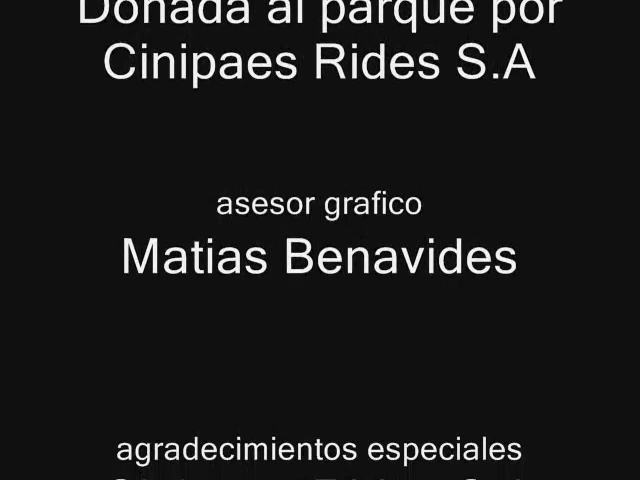 Donada al parque por
Cinipaes Rides S.A
asesor grafico
Matias Benavides
agradecimientos especiales